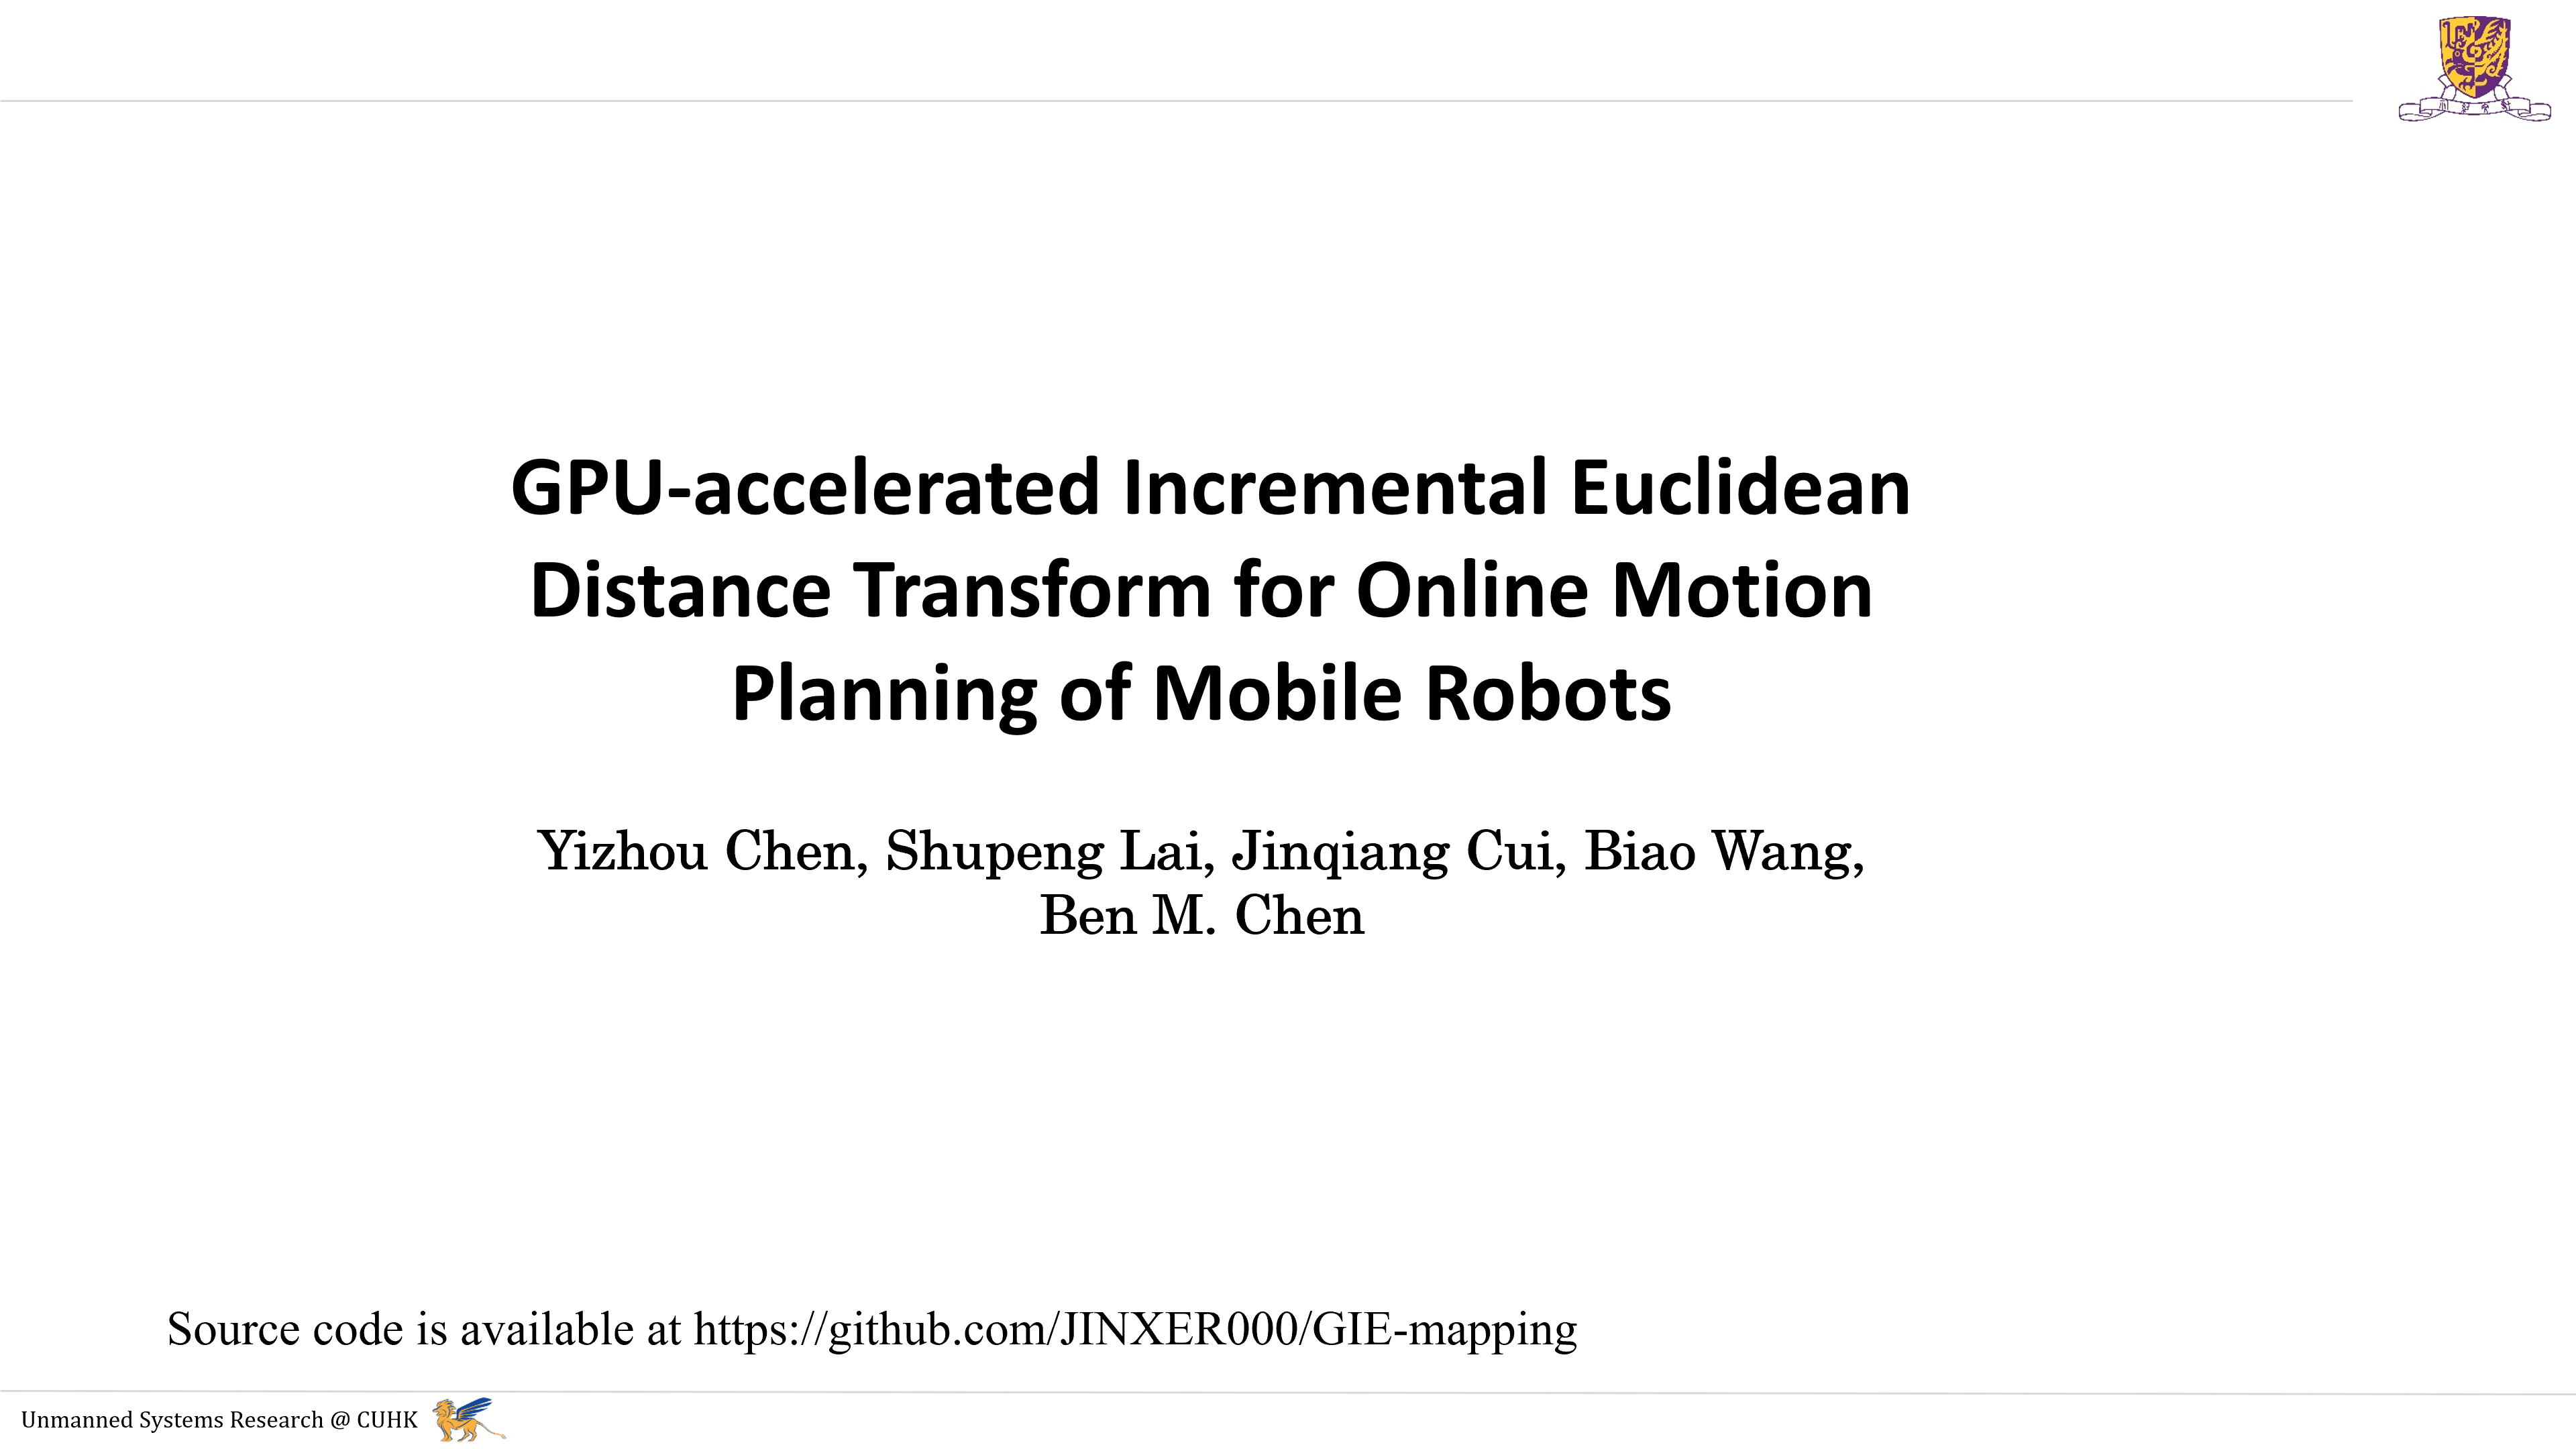 GPU-accelerated Incremental Euclidean
Distance Transform for Online Motion
Planning of Mobile Robots
Yizhou Chen, Shupeng Lai, Jinqiang Cui, Biao Wang,
Ben M. Chen
Source code is available at https://github.com/JINXER000/GIE-mapping
Unmanned Systems Research @ CUHK